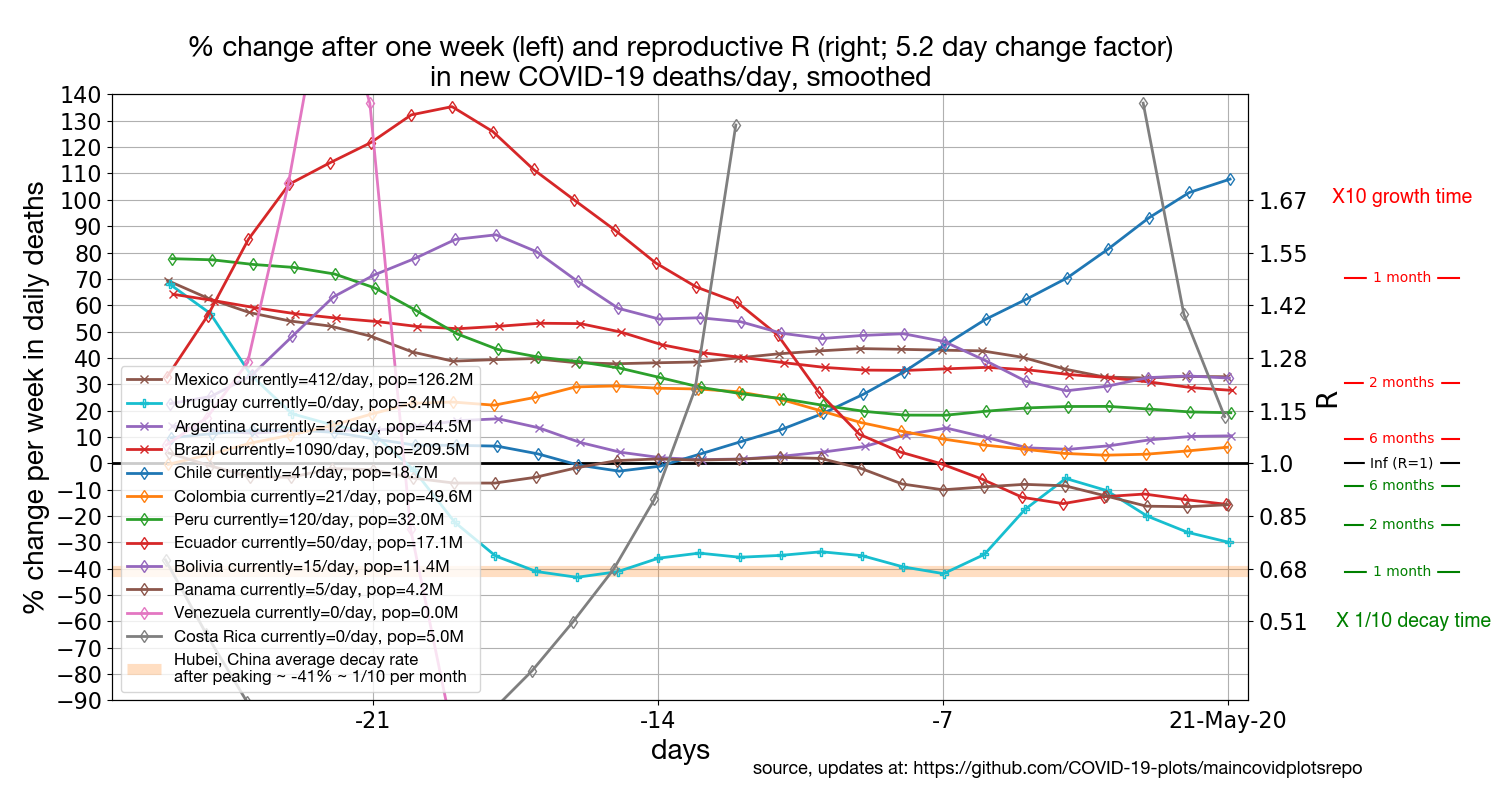 % change after one week (left) and reproductive R (right; 5.2 day change factor)
in new COVID-19 deaths/day, smoothed
% change per week in daily deaths
140
130
120
110
100
90
80
70
60
50
40
30
20
10
0
−10
−20
−30
−40
−50
−60
−70
−80
−90
Mexico currently=412/day, pop=126.2M
Uruguay currently=0/day, pop=3.4M
Argentina currently=12/day, pop=44.5M
Brazil currently=1090/day, pop=209.5M
Chile currently=41/day, pop=18.7M
Colombia currently=21/day, pop=49.6M
Peru currently=120/day, pop=32.0M
Ecuador currently=50/day, pop=17.1M
Bolivia currently=15/day, pop=11.4M
Panama currently=5/day, pop=4.2M
Venezuela currently=0/day, pop=0.0M
Costa Rica currently=0/day, pop=5.0M
Hubei, China average decay rate
after peaking ~ -41% ~ 1/10 per month
-21
-14
-7
21-May-20
days
1.67
1.55
1.42
1.28
1.15
1.0
0.85
0.68
0.51
R
X10 growth time
1 month
2 months
6 months
Inf (R=1)
6 months
2 months
1 month
X 1/10 decay time
source, updates at: https://github.com/COVID-19-plots/maincovidplotsrepo